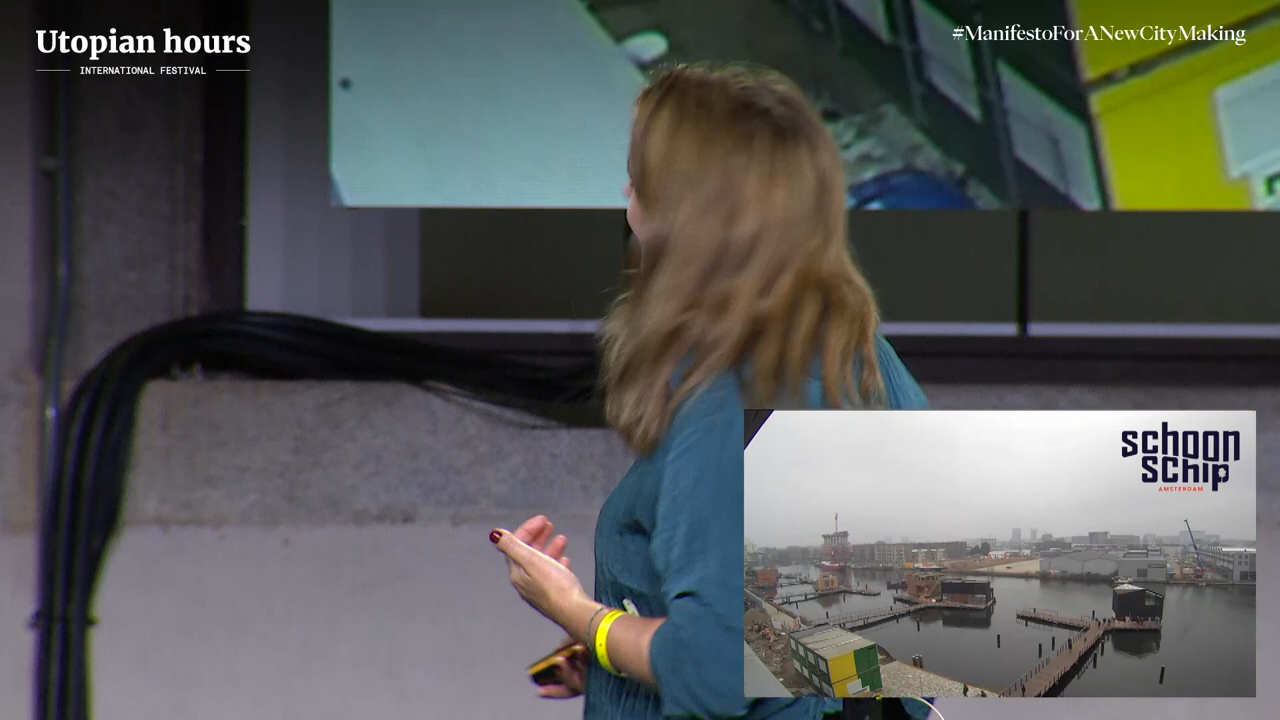 Utopian hours
INTERNATIONAL FESTIVAL
#ManifestoForANewCityMaking
schoon
schip
AMSTERDAM